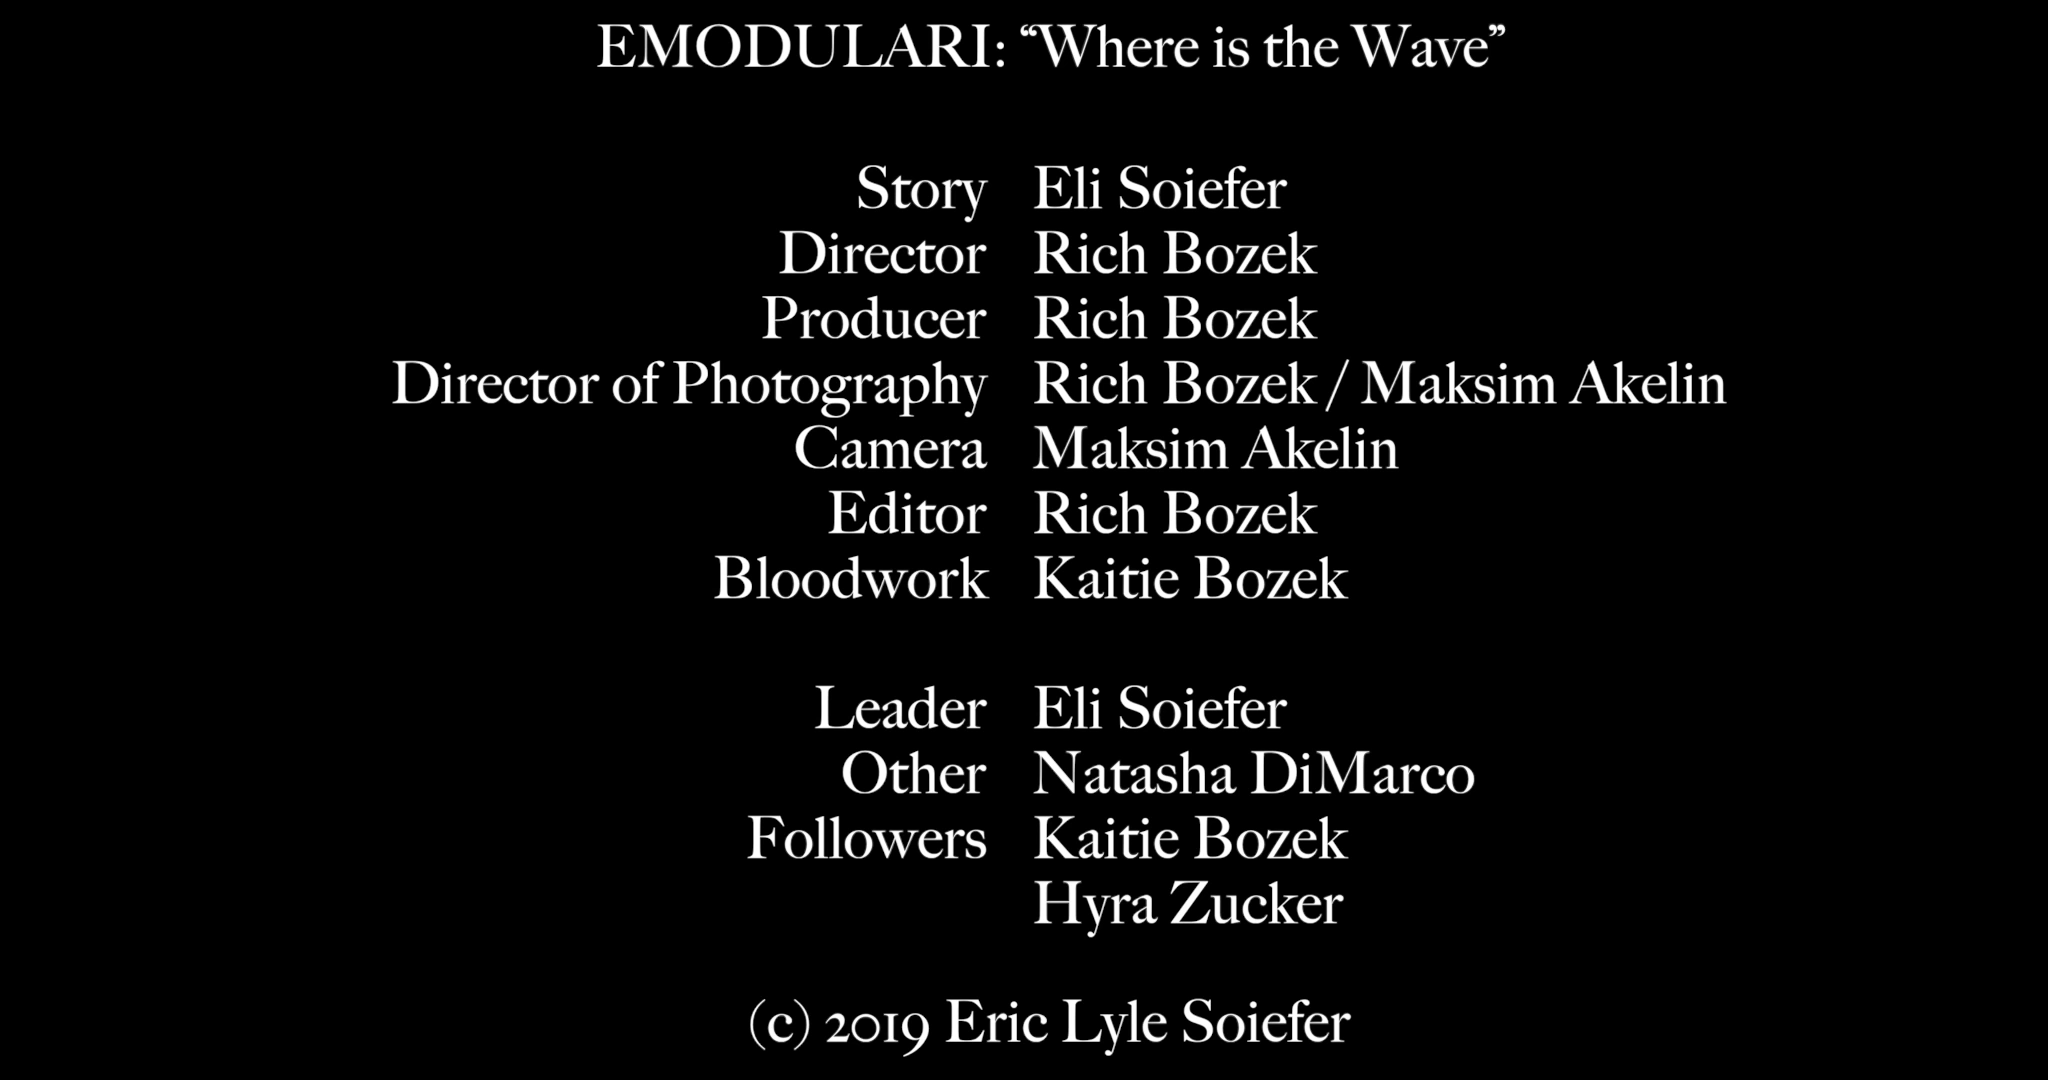 EMODULARI: “Where is the Wave”
Story Eli Soiefer
Director Rich Bozek
Producer Rich Bozek
Director of Photography Rich Bozek / Maksim Akelin
Camera Maksim Akelin
Editor Rich Bozek
Bloodwork Kaitie Bozek
Leader Eli Soiefer
Other Natasha DiMarco
Followers Kaitie Bozek
Hyra Zucker
(c) 2019 Eric Lyle Soiefer